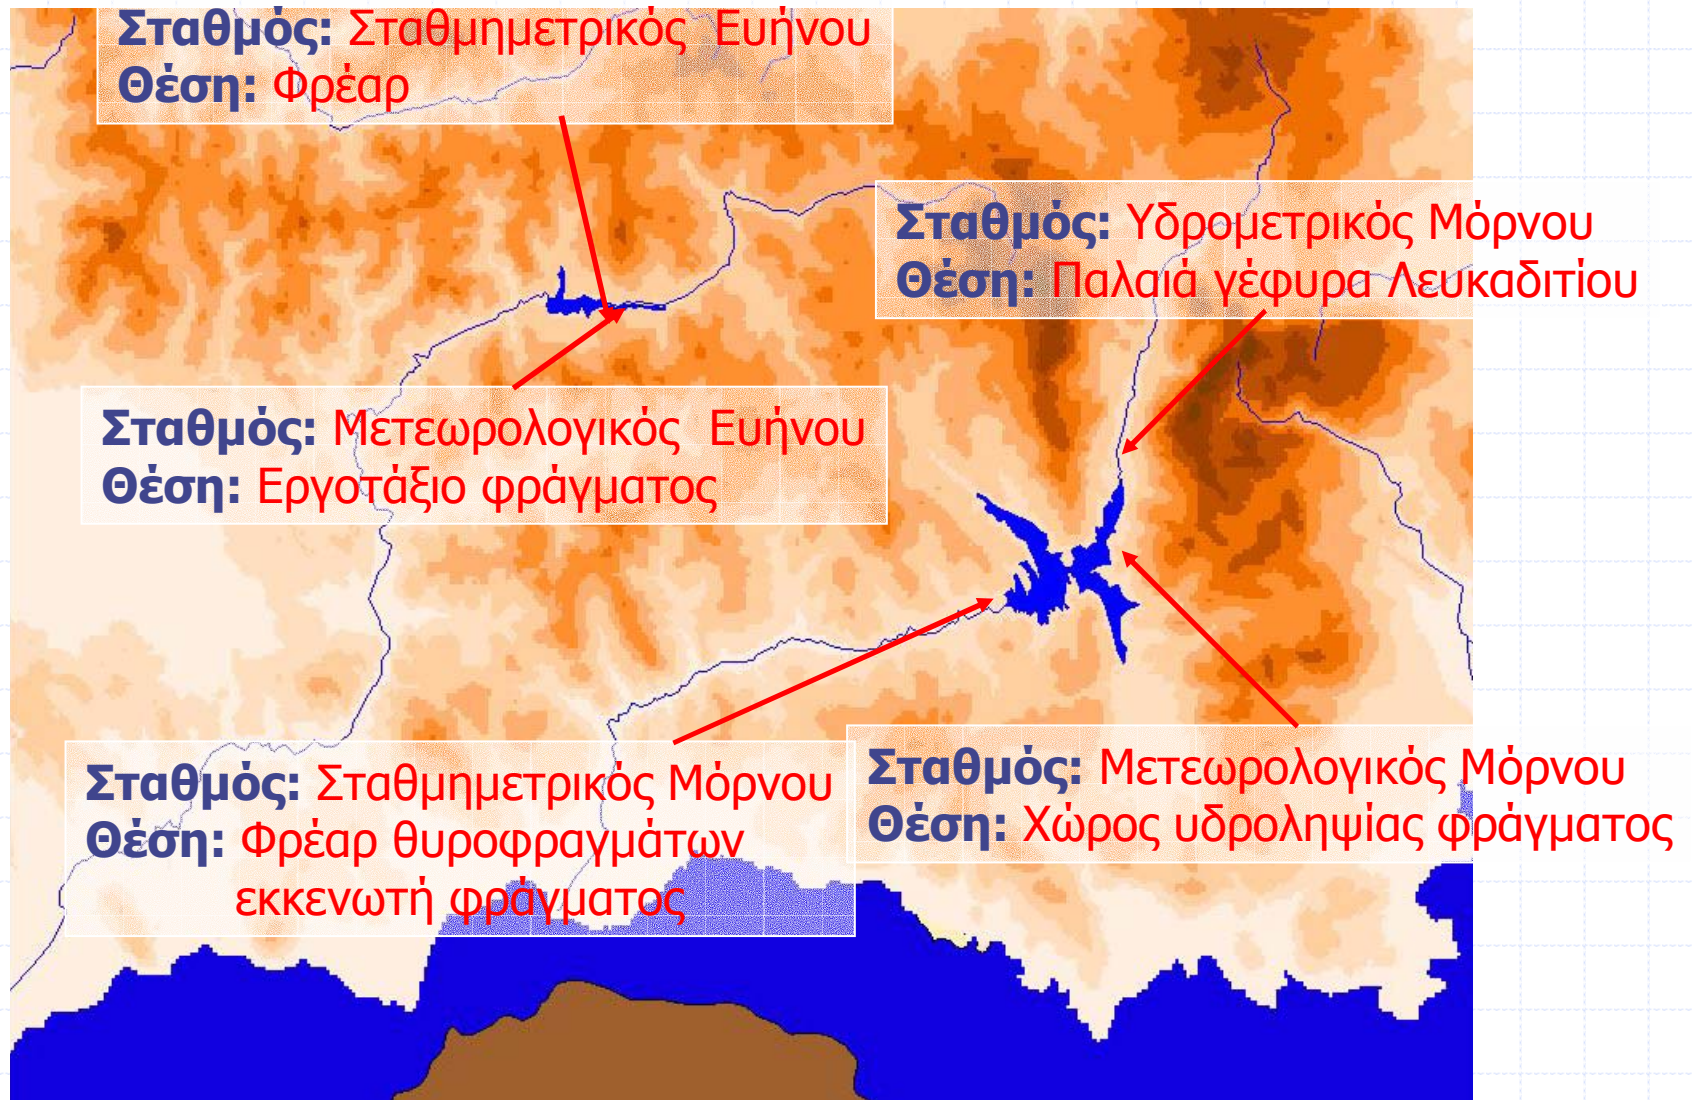 Σταθμός: Σταθμημετρικός Ευήνου
Θέση: Φρέαρ
Σταθμός: Υδρομετρικός Μόρνου
Θέση: Παλαιά γέφυρα Λευκαδιτίου
Σταθμός: Μετεωρολογικός Ευήνου
Θέση: Εργοτάξιο φράγματος
Σταθμός: Σταθμημετρικός Μόρνου
Θέση: Φρέαρ θυροφραγμάτων
εκκενωτή φράγματος
Σταθμός: Μετεωρολογικός Μόρνου
Θέση: Χώρος υδροληψίας φράγματος